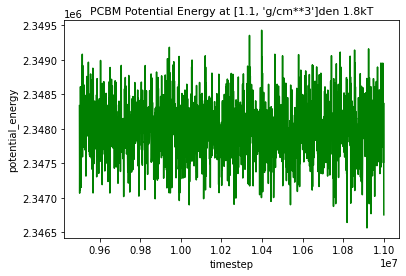 PCBM Potential Energy at [1.1, 'g/cm**3']den 1.8kT
1e6
2.3495
2.3490
2.3485
2.3480
2.3475
2.3470
2.3465
potential_energy
0.96 0.98 1.00 1.02 1.04 1.06 1.08 1.10
timestep
1e7